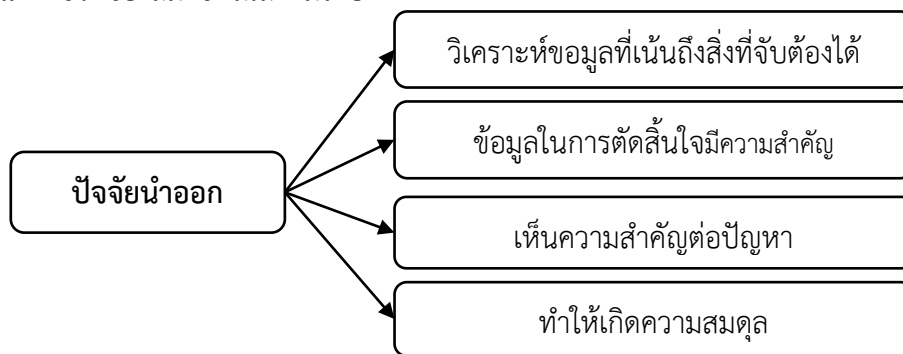 วิเคราะห์ขอมูลที่เน้นถึงสิ่งที่จับต้องได้
ข้อมูลในการตัดสิ้นใจมีความสำคัญ
ปัจจัยนำออก
เห็นความสำคัญต่อปัญหา
ทำให้เกิดความสมดุล